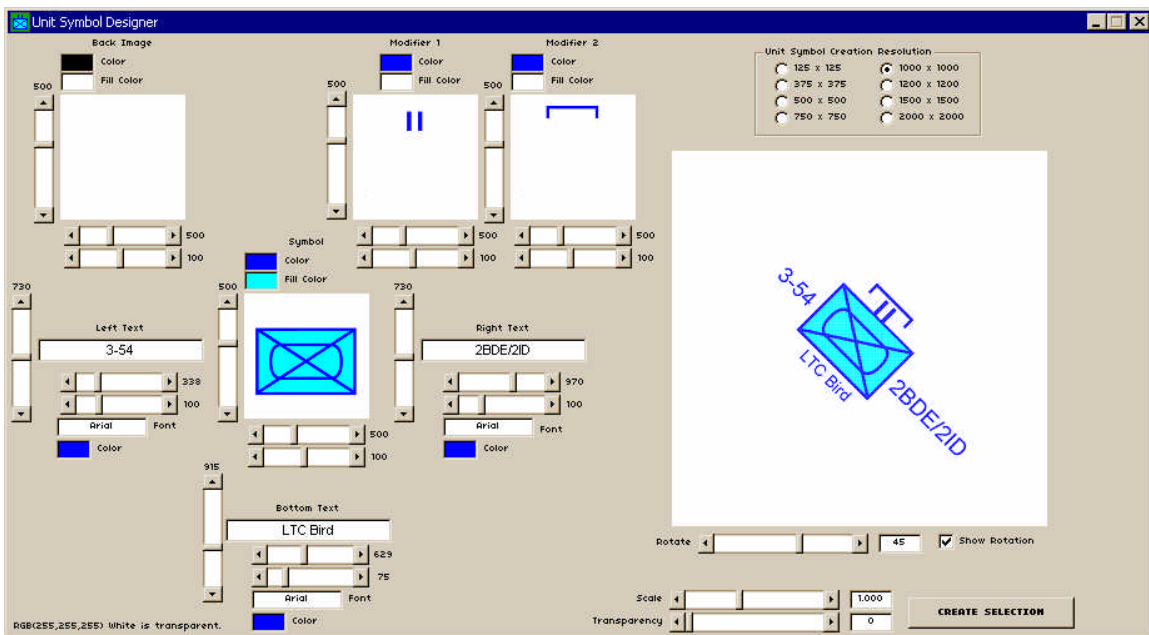 Unit Symbol Designer
Back Image
Color
Fill Color
500
500
100
Modifier 1
Color
Fill Color
500
500
100
Modifier 2
Color
Fill Color
500
500
100
Unit Symbol Creation Resolution
125 x 125
1000 x 1000
375 x 375
1200 x 1200
500 x 500
1500 x 1500
750 x 750
2000 x 2000
Symbol
Color
Fill Color
500
500
100
730
Left Text
3-54
338
100
Arial
Font
Color
730
Right Text
2BDE/2ID
970
100
Arial
Font
Color
915
Bottom Text
LTC Bird
629
75
Arial
Font
Color
3-54
LTC Bird
2BDE/2ID
Rotate
45
Show Rotation
Scale
1.000
Transparency
0
CREATE SELECTION
RGB(255,255,255) White is transparent.